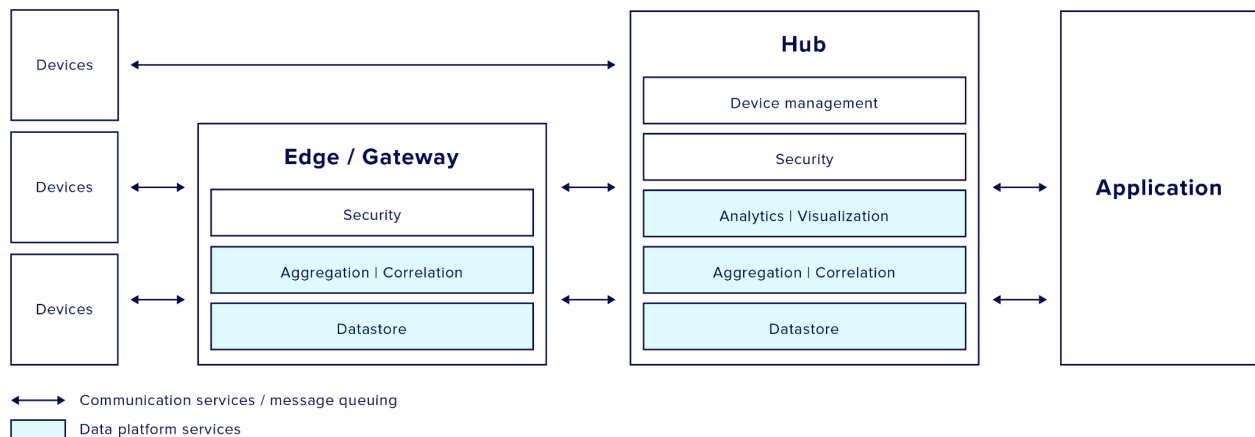 Devices
Devices
Devices
Edge / Gateway
Security
Aggregation | Correlation
Datastore
Hub
Device management
Security
Analytics | Visualization
Aggregation | Correlation
Datastore
Application
Communication services / message queuing
Data platform services